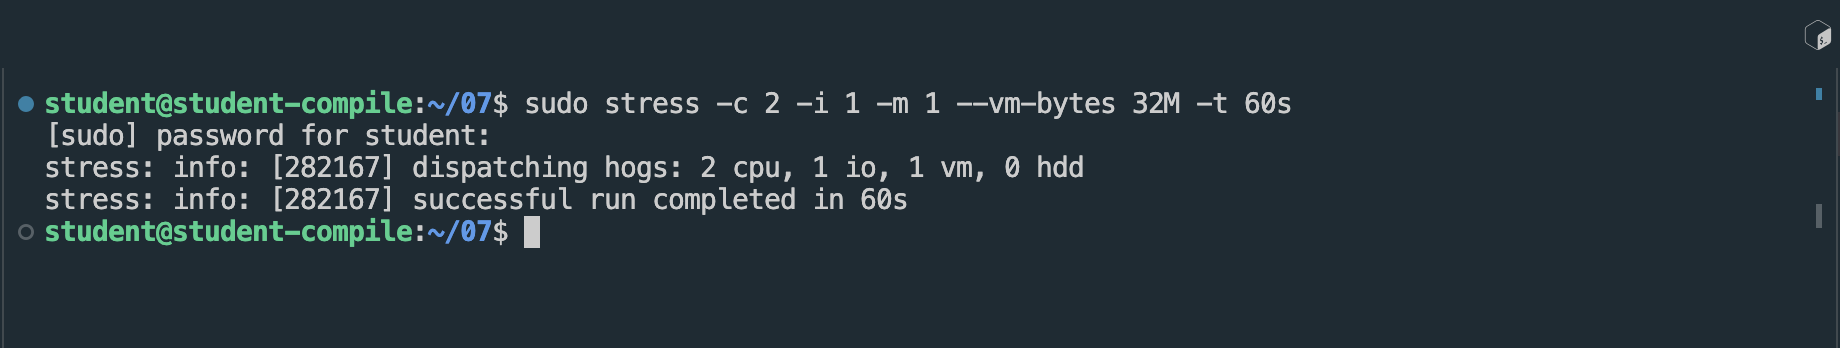 student@student-compile:~/07$ sudo stress -c 2 -i 1 -m 1 --vm-bytes 32M -t 60s
[sudo] password for student:
stress: info: [282167] dispatching hogs: 2 cpu, 1 io, 1 vm, 0 hdd
stress: info: [282167] successful run completed in 60s
student@student-compile:~/07$